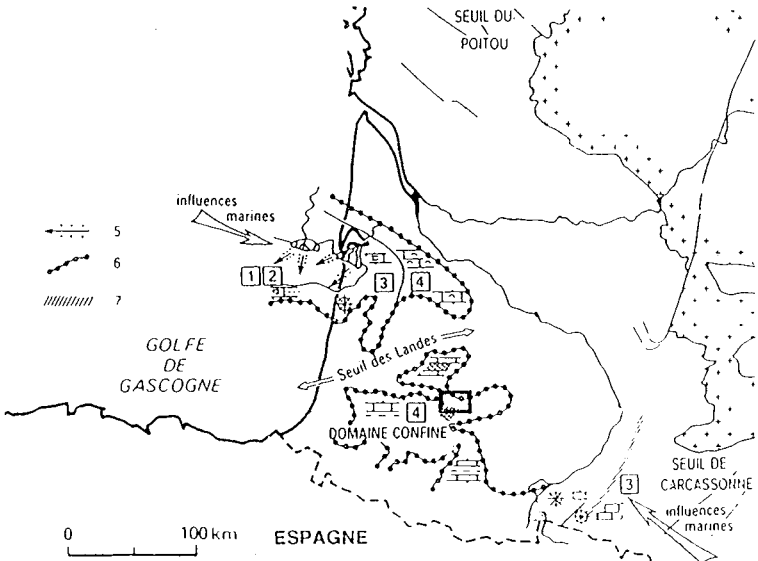 SEUIL DU
POITOU
influences
marines
5
6
7
1 2
3
4
GOLFE
DE
GASCOGNE
Seuil des Landes
4
DOMAINE CONFINE
SEUIL DE
CARCASSONNE
3
influences
marines
0 100 km
ESPAGNE